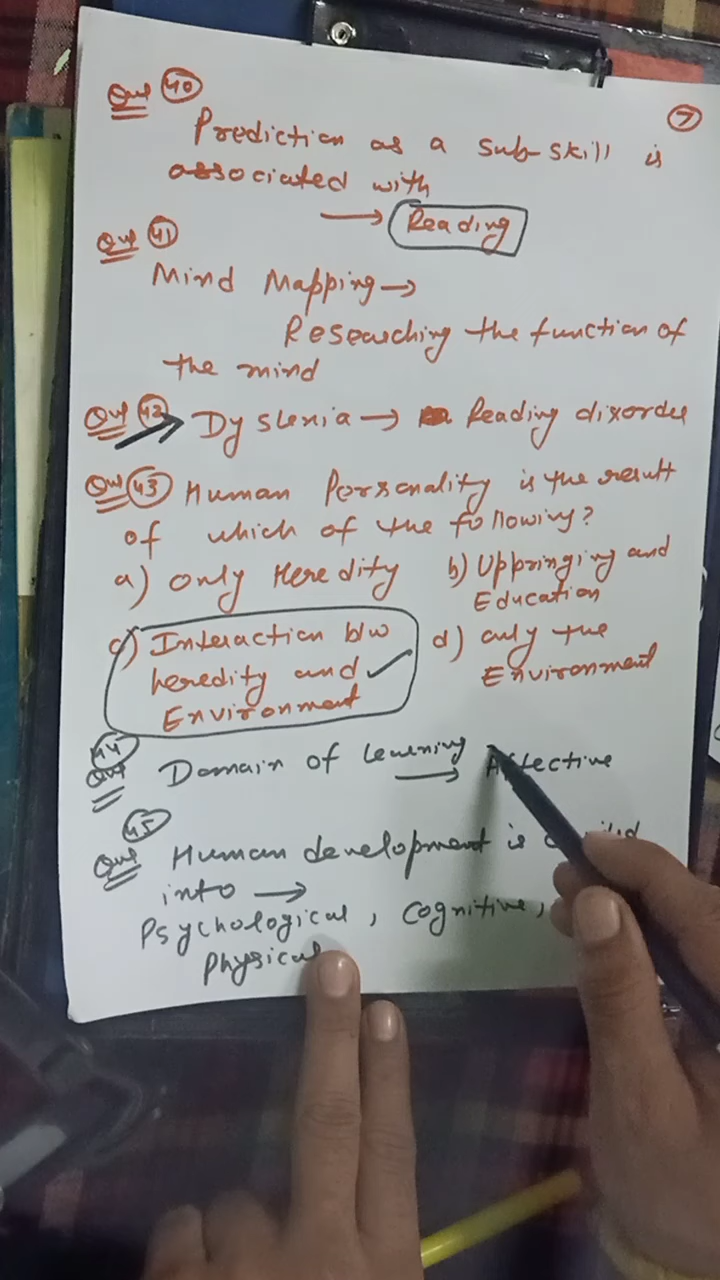 Que 40
7
Prediction as a sub-skill is
associated with
→ Reading
Que 41
Mind Mapping →
Researching the function of
the mind
Que 42 → Dyslexia → Reading disorder
Que 43 Human Personality is the result
of which of the following?
a) only Heredity b) Uppringing and
Education
c) Interaction b/w d) only the
heredity and ✓ Environment
Environment
44
Que Domain of learning → Affective
45
Que Human development is
into →
Psychological, Cognitive,
Physical